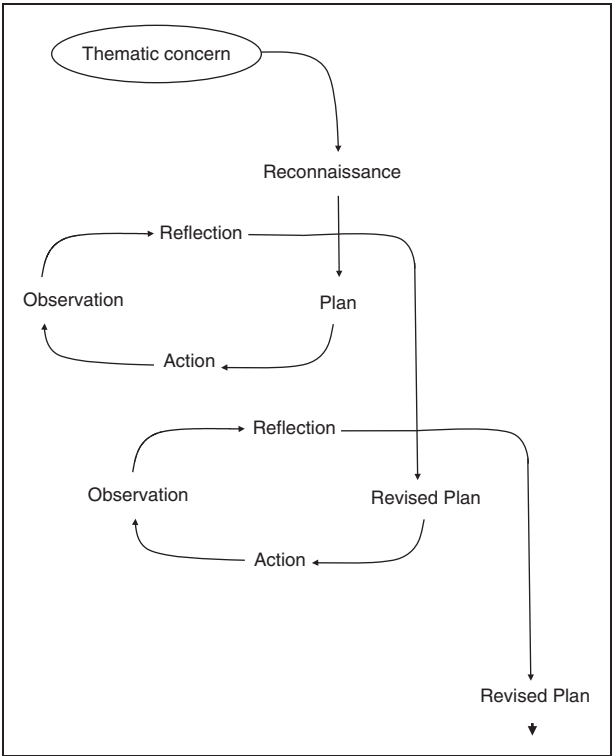 Thematic concern
Reconnaissance
Reflection
Observation
Plan
Action
Reflection
Observation
Revised Plan
Action
Revised Plan